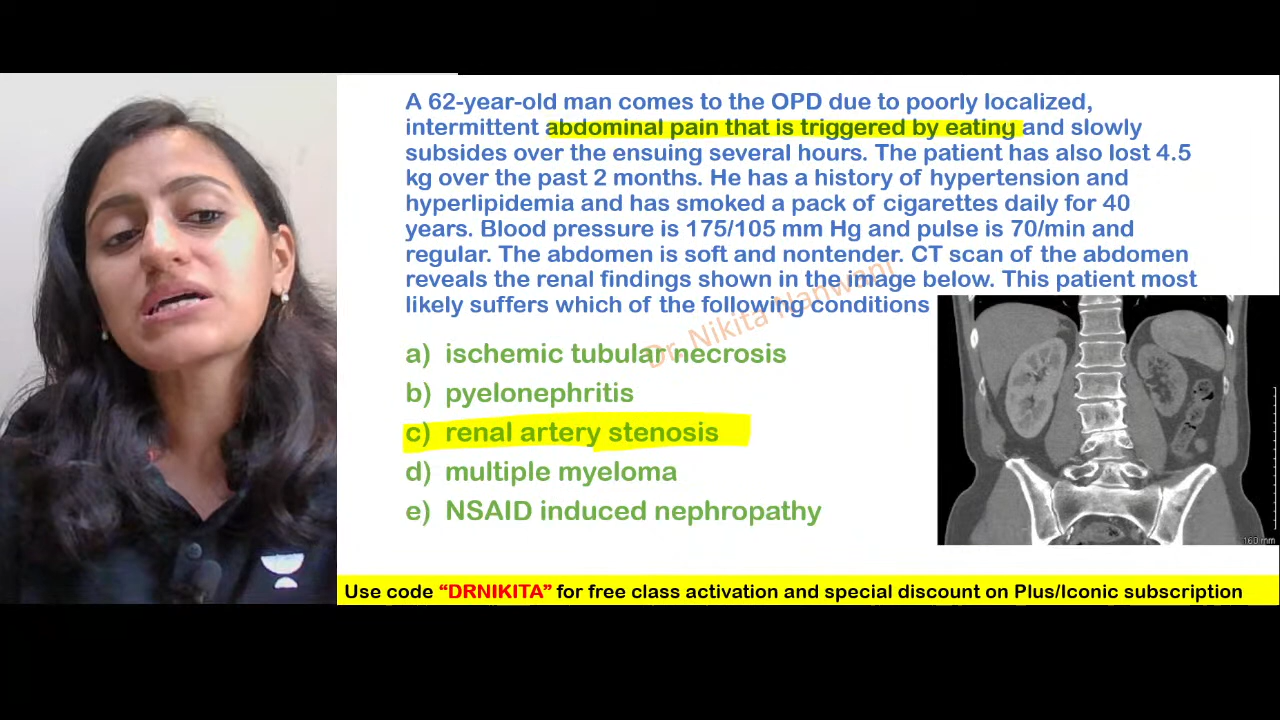 A 62-year-old man comes to the OPD due to poorly localized,
intermittent abdominal pain that is triggered by eating and slowly
subsides over the ensuing several hours. The patient has also lost 4.5
kg over the past 2 months. He has a history of hypertension and
hyperlipidemia and has smoked a pack of cigarettes daily for 40
years. Blood pressure is 175/105 mm Hg and pulse is 70/min and
regular. The abdomen is soft and nontender. CT scan of the abdomen
reveals the renal findings shown in the image below. This patient most
likely suffers which of the following conditions
Dr. Nikita Nanwani
a) ischemic tubular necrosis
b) pyelonephritis
c) renal artery stenosis
d) multiple myeloma
e) NSAID induced nephropathy
160 mm
Use code “DRNIKITA” for free class activation and special discount on Plus/Iconic subscription